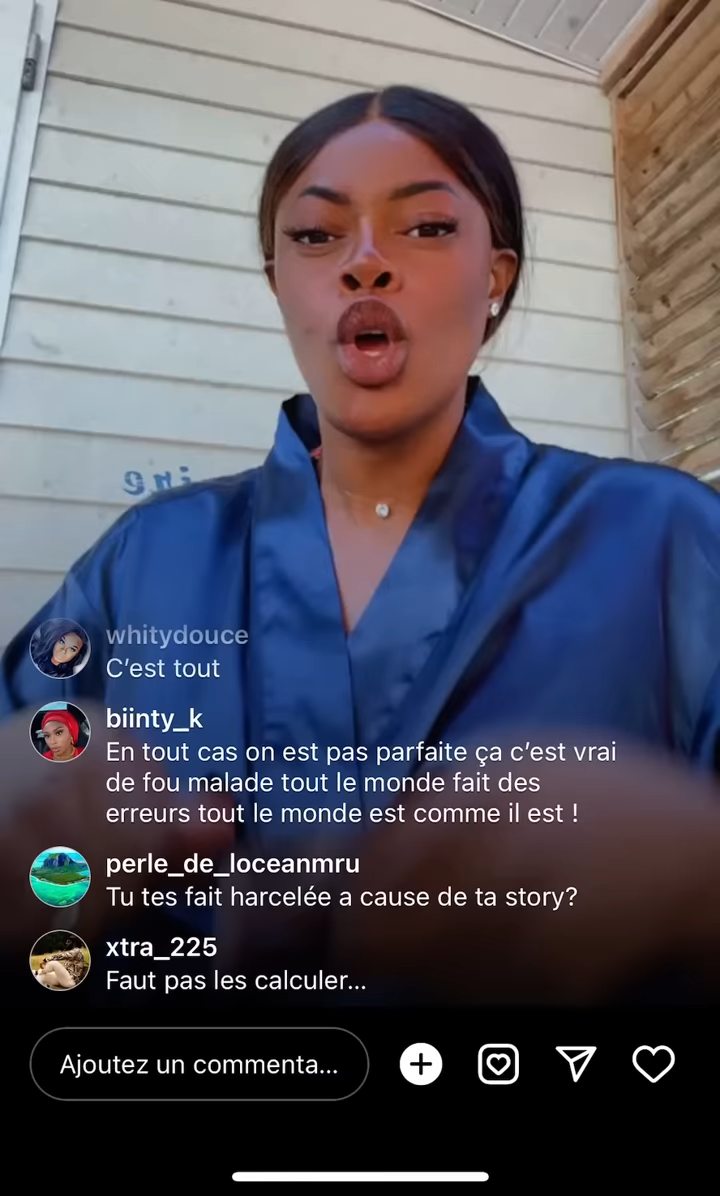 whitydouce
C’est tout
biinty_k
En tout cas on est pas parfaite ça c’est vrai
de fou malade tout le monde fait des
erreurs tout le monde est comme il est !
perle_de_loceanmru
Tu tes fait harcelée a cause de ta story?
xtra_225
Faut pas les calculer...
Ajoutez un commenta...